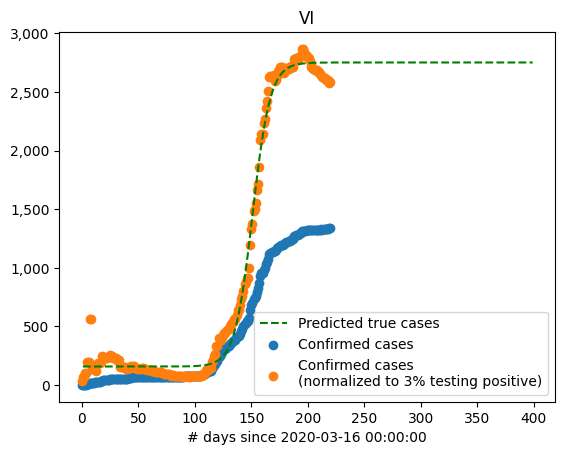 VI
3,000
2,500
2,000
1,500
1,000
500
0
0 50 100 150 200 250 300 350 400
# days since 2020-03-16 00:00:00
Predicted true cases
Confirmed cases
Confirmed cases
(normalized to 3% testing positive)